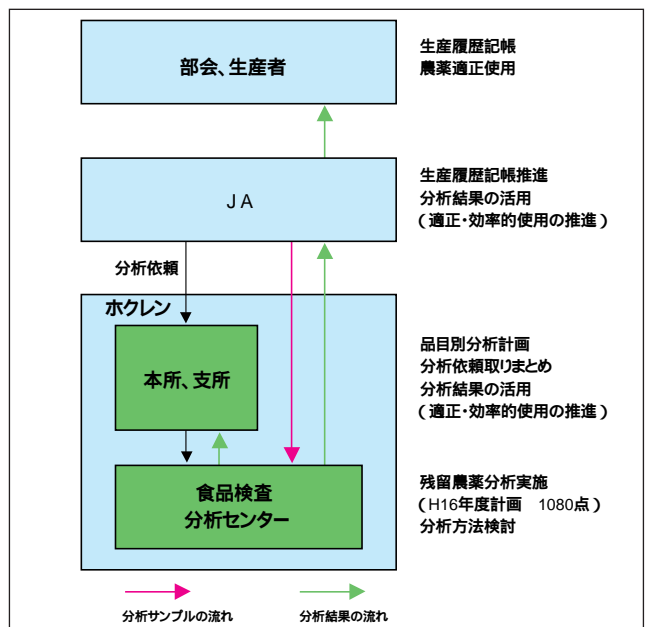 部会、生産者
生産履歴記帳
農薬適正使用
JA
生産履歴記帳推進
分析結果の活用
(適正・効率的使用の推進)
分析依頼
ホクレン
本所、支所
品目別分析計画
分析依頼取りまとめ
分析結果の活用
(適正・効率的使用の推進)
食品検査
分析センター
残留農薬分析実施
(H16年度計画 1080点)
分析方法検討
分析サンプルの流れ
分析結果の流れ